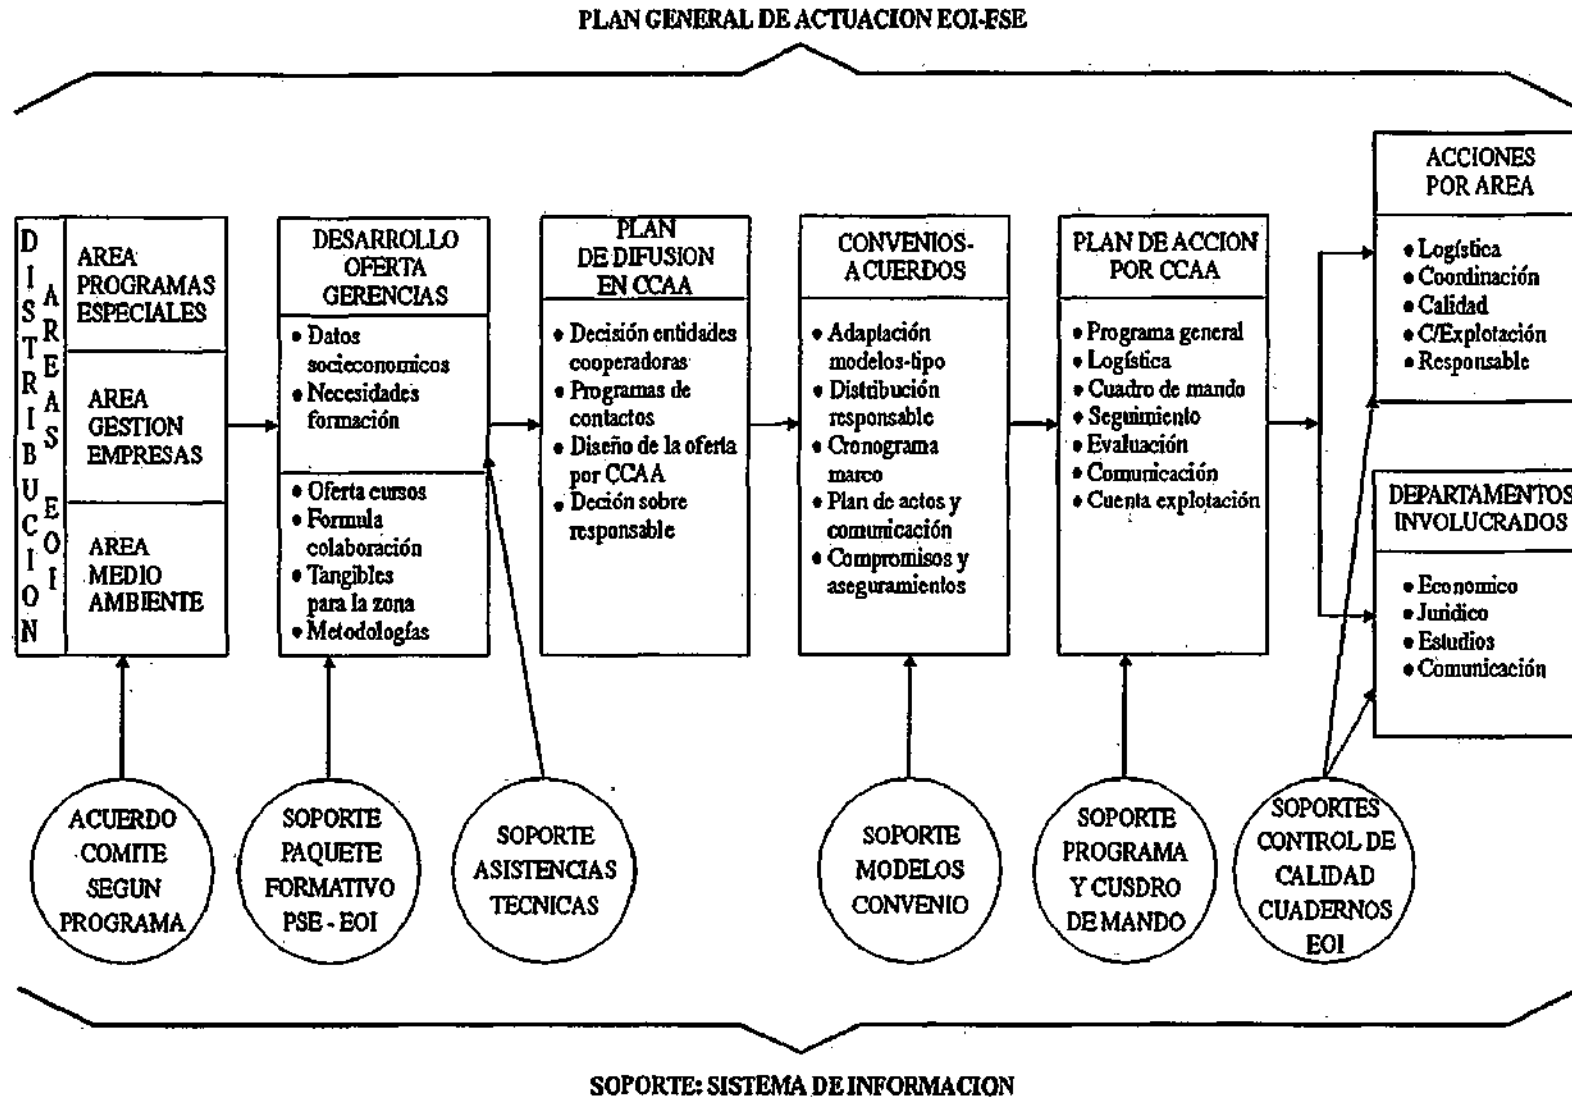 PLAN GENERAL DE ACTUACION EOI-FSE
DISTRIBUCION
AREAS EOI
AREA
PROGRAMAS
ESPECIALES
AREA
GESTION
EMPRESAS
AREA
MEDIO
AMBIENTE
DESARROLLO
OFERTA
GERENCIAS
• Datos
socieconomicos
• Necesidades
formación
• Oferta cursos
• Formula
colaboración
• Tangibles
para la zona
• Metodologías
PLAN
DE DIFUSION
EN CCAA
• Decisión entidades
cooperadoras
• Programas de
contactos
• Diseño de la oferta
por CCAA
• Deción sobre
responsable
CONVENIOS-
ACUERDOS
• Adaptación
modelos-tipo
• Distribución
responsable
• Cronograma
marco
• Plan de actos y
comunicación
• Compromisos y
aseguramientos
PLAN DE ACCION
POR CCAA
• Programa general
• Logística
• Cuadro de mando
• Seguimiento
• Evaluación
• Comunicación
• Cuenta explotación
ACCIONES
POR AREA
• Logística
• Coordinación
• Calidad
• C/Explotación
• Responsable
DEPARTAMENTOS
INVOLUCRADOS
• Economico
• Juridico
• Estudios
• Comunicación
ACUERDO
COMITE
SEGUN
PROGRAMA
SOPORTE
PAQUETE
FORMATIVO
PSE - EOI
SOPORTE
ASISTENCIAS
TECNICAS
SOPORTE
MODELOS
CONVENIO
SOPORTE
PROGRAMA
Y CUSDRO
DE MANDO
SOPORTES
CONTROL DE
CALIDAD
CUADERNOS
EOI
SOPORTE: SISTEMA DE INFORMACION